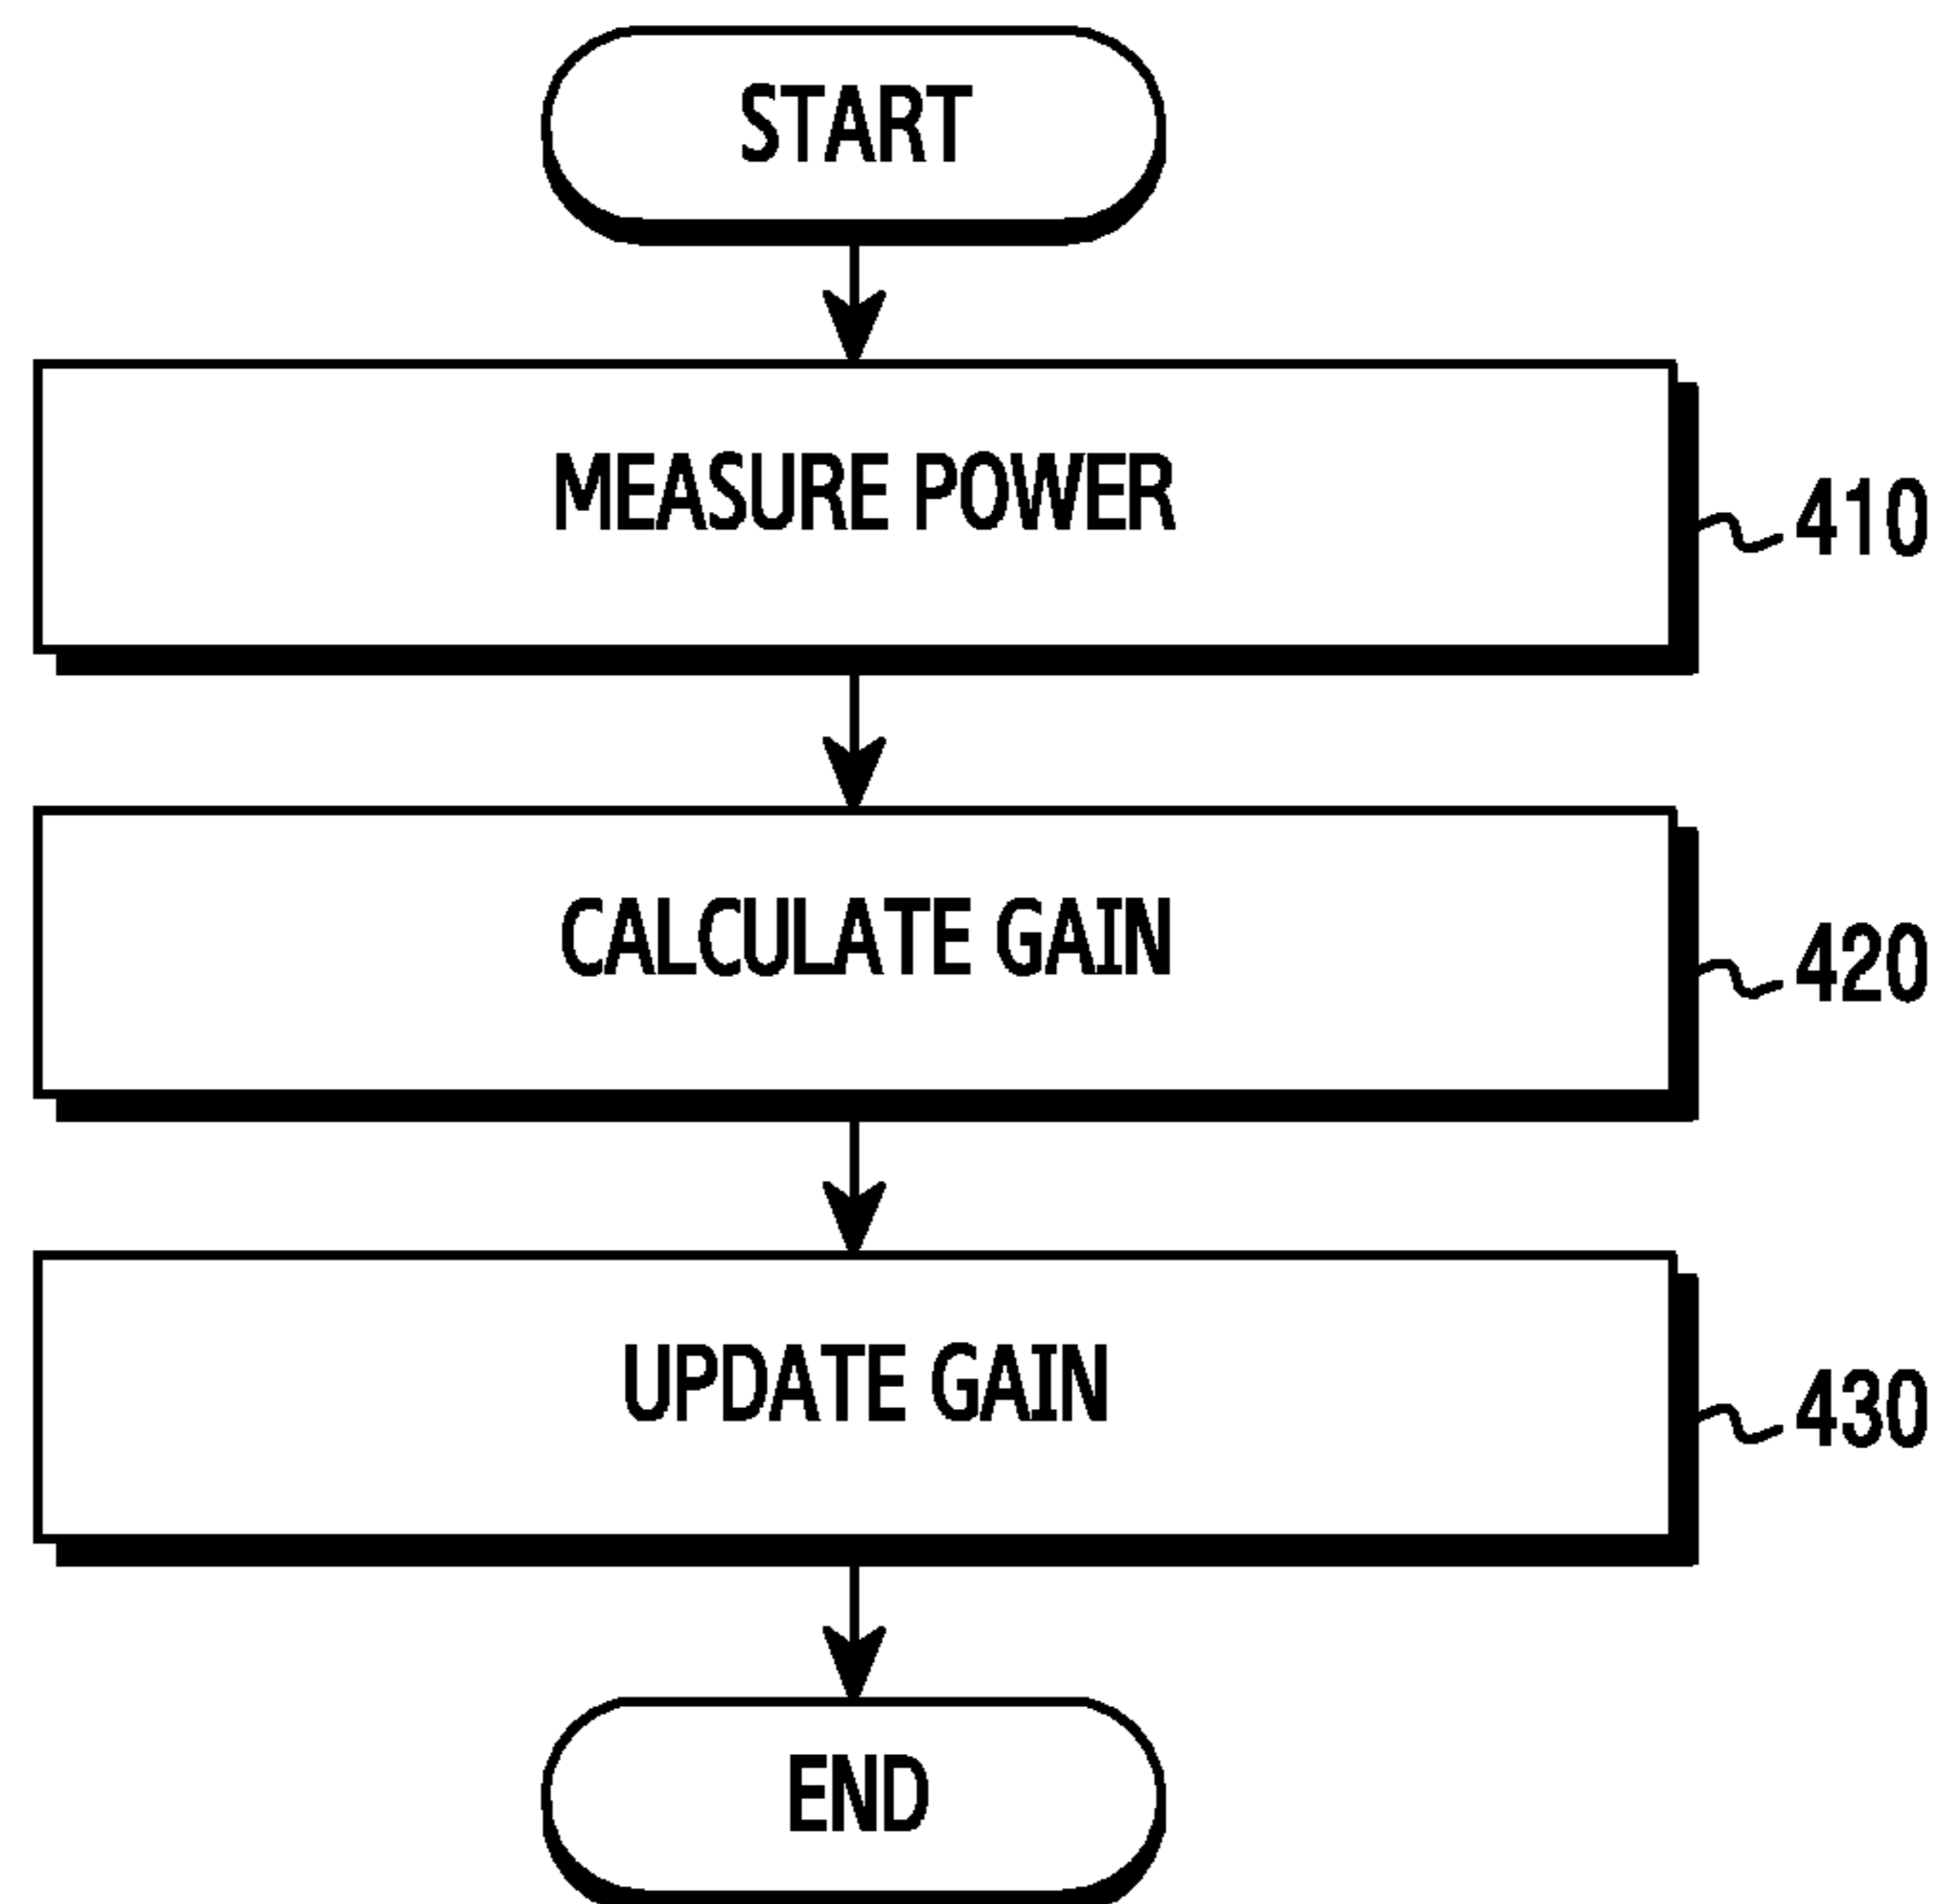 START
MEASURE POWER
410
CALCULATE GAIN
420
UPDATE GAIN
430
END